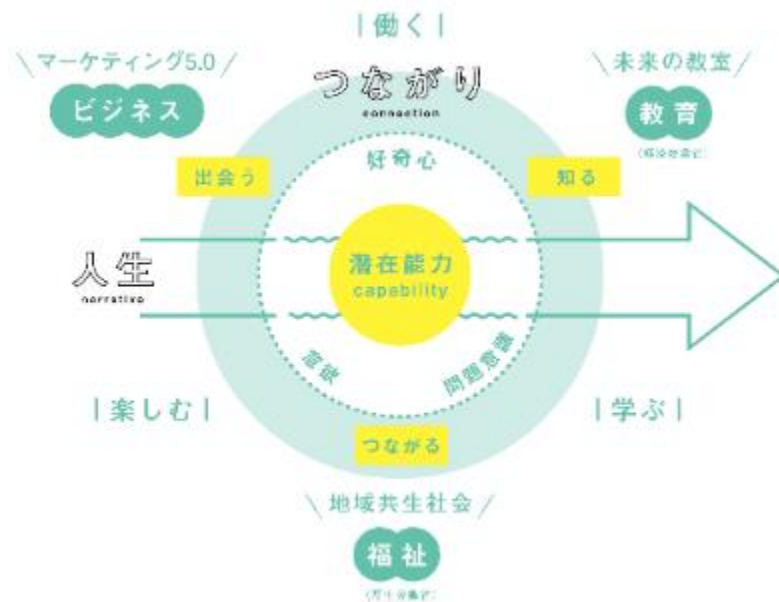 |働く|
\マーケティング5.0/
ビジネス
つながり
connection
\未来の教室/
教育
出会う
好奇心
知る
人生
narrative
潜在能力
capability
意欲
問題意識
|楽しむ|
|学ぶ|
つながる
\地域共生社会/
福祉